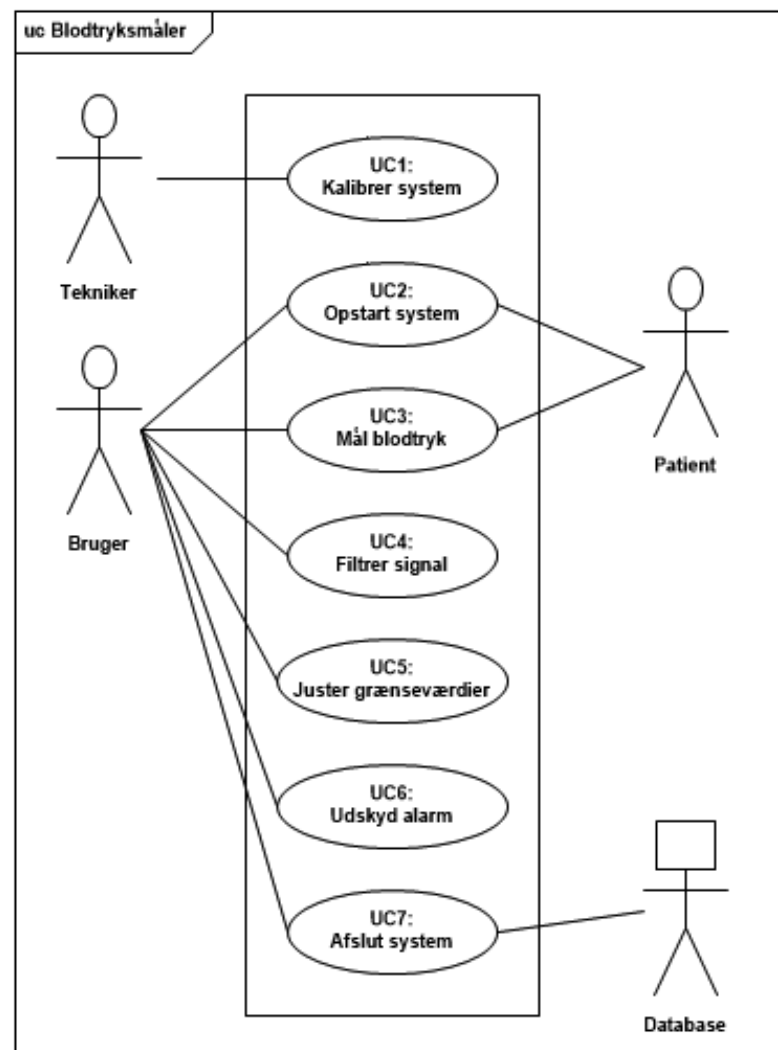 uc Blodtryksmåler
UC1:
Kalibrer system
Tekniker
UC2:
Opstart system
UC3:
Mål blodtryk
Patient
Bruger
UC4:
Filtrer signal
UC5:
Juster grænseværdier
UC6:
Udskyd alarm
UC7:
Afslut system
Database